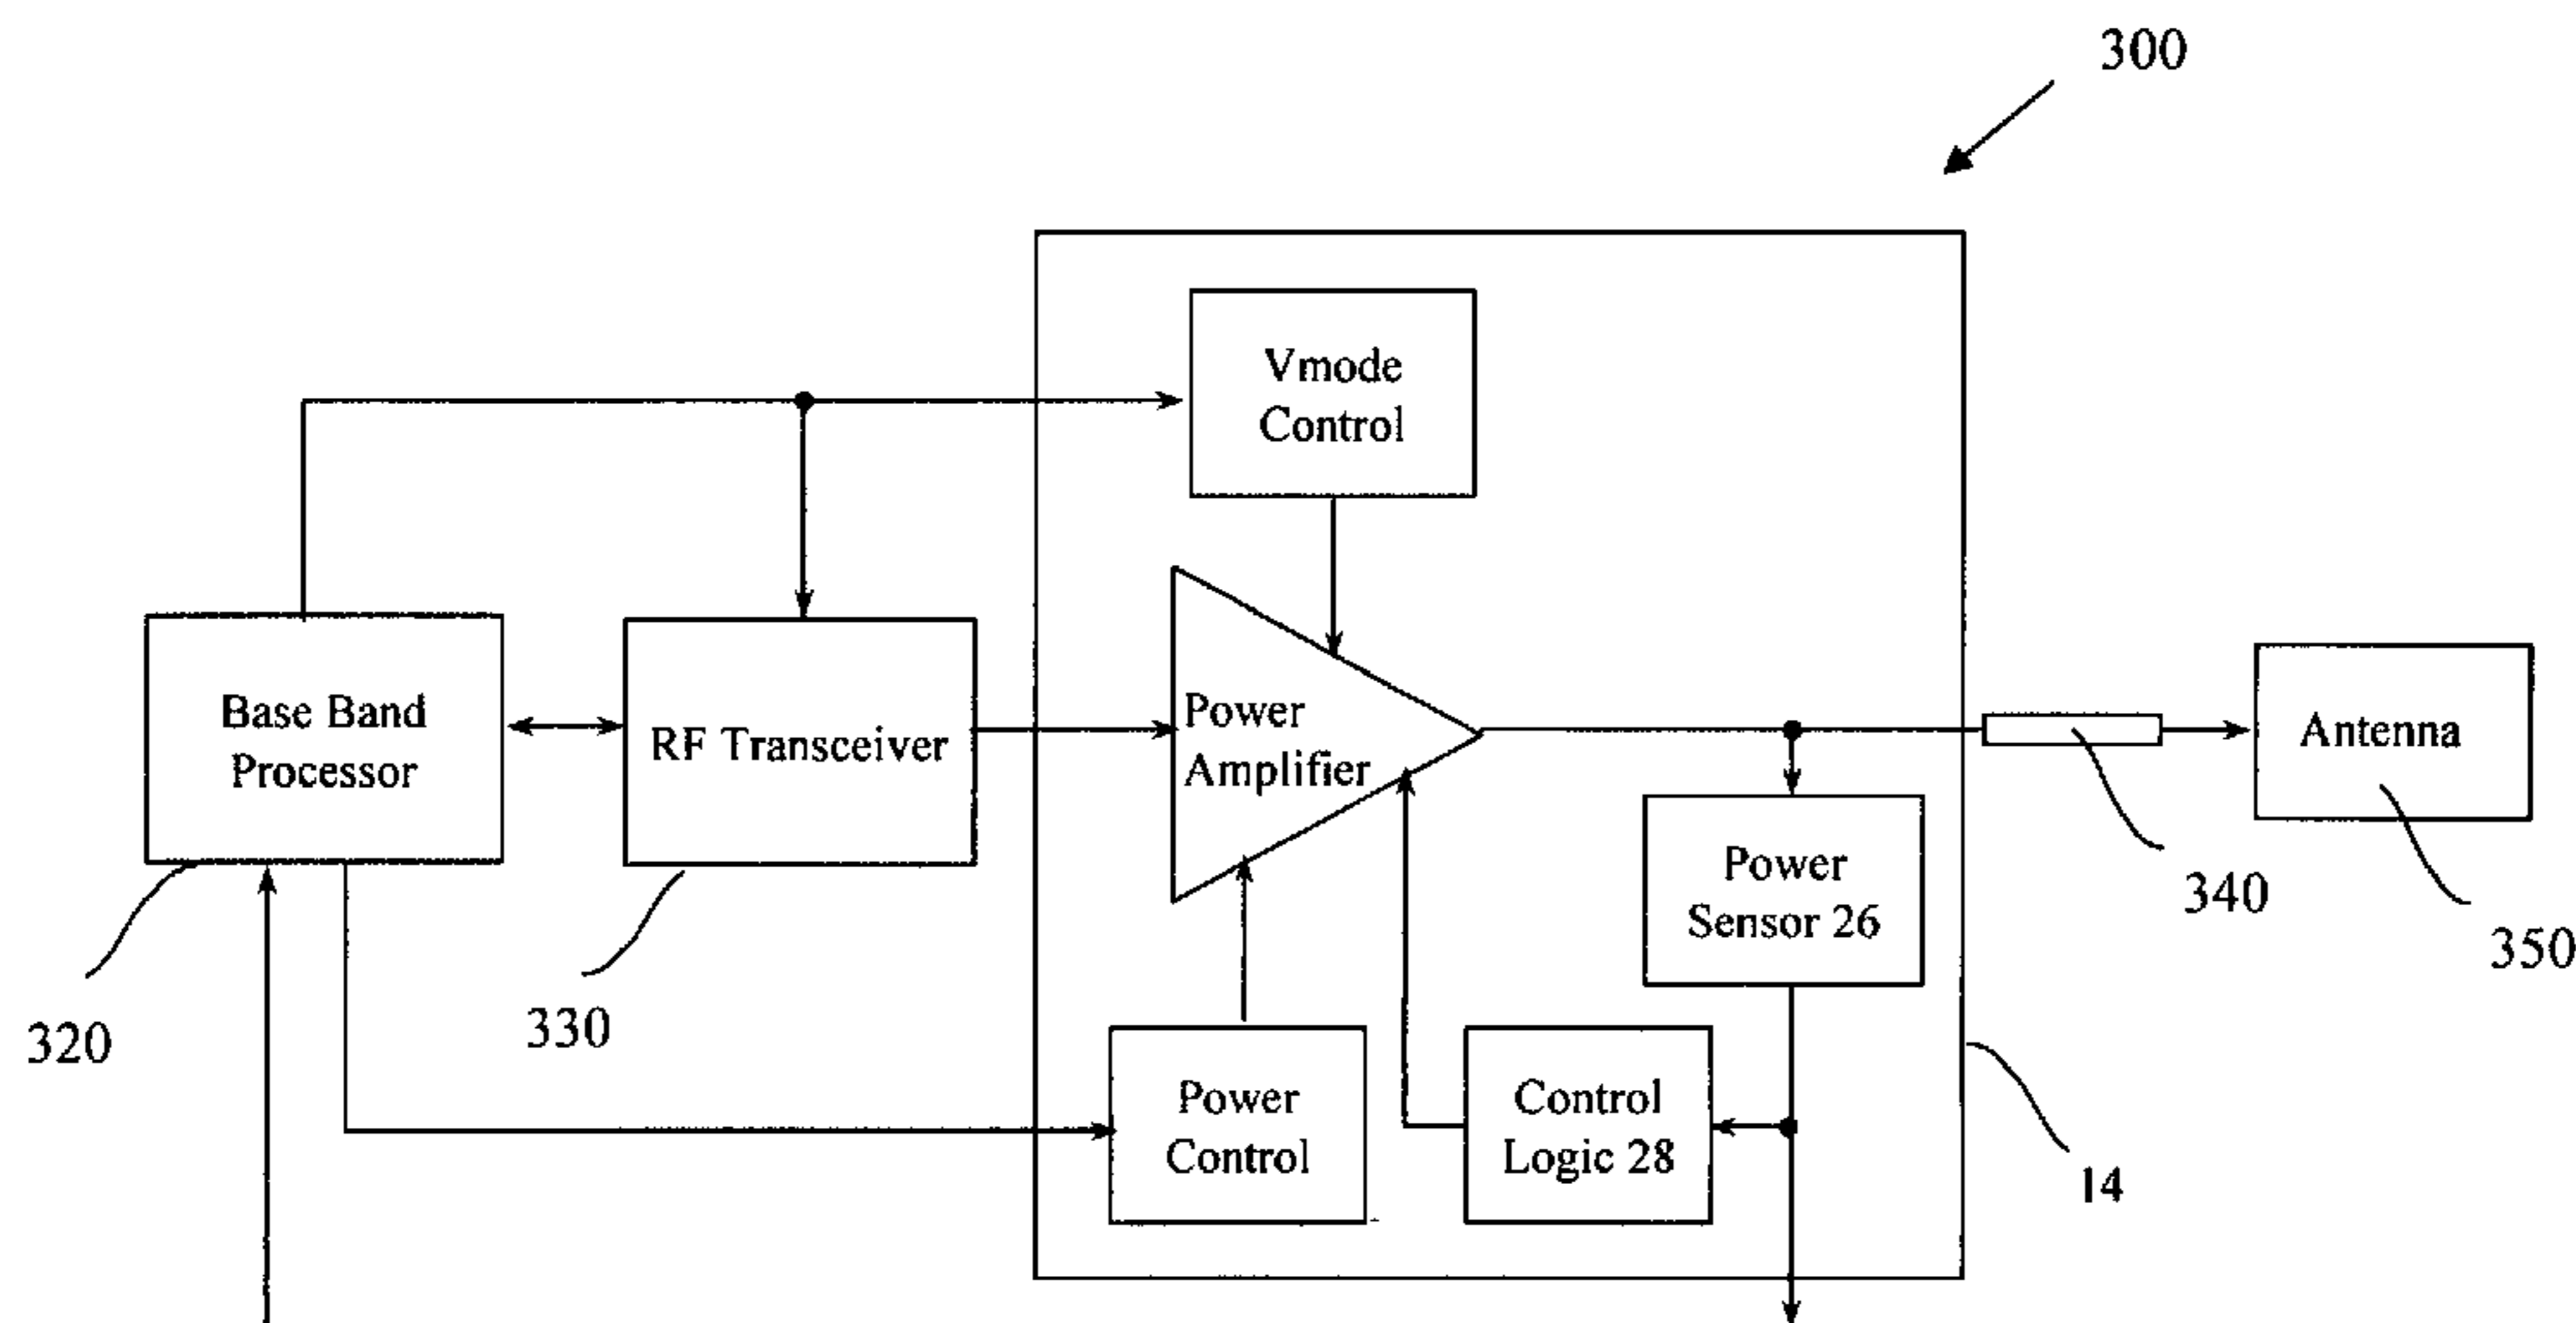 300
Vmode
Control
Base Band
Processor
RF Transceiver
Power
Amplifier
Antenna
Power
Sensor 26
340
350
320
330
Power
Control
Control
Logic 28
14